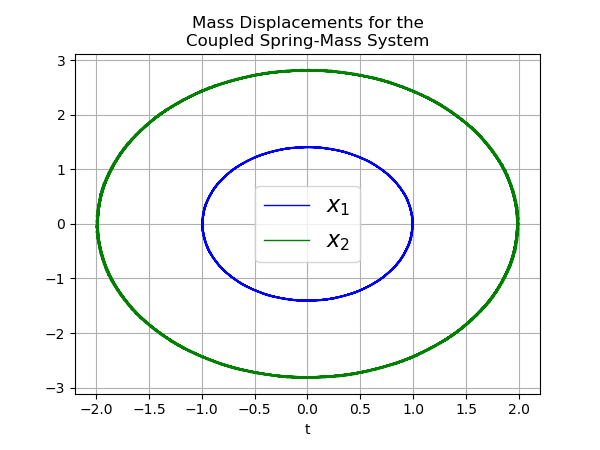 Mass Displacements for the
Coupled Spring-Mass System
3
2
1
0
−1
−2
−3
x₁
x₂
−2.0 −1.5 −1.0 −0.5 0.0 0.5 1.0 1.5 2.0
t